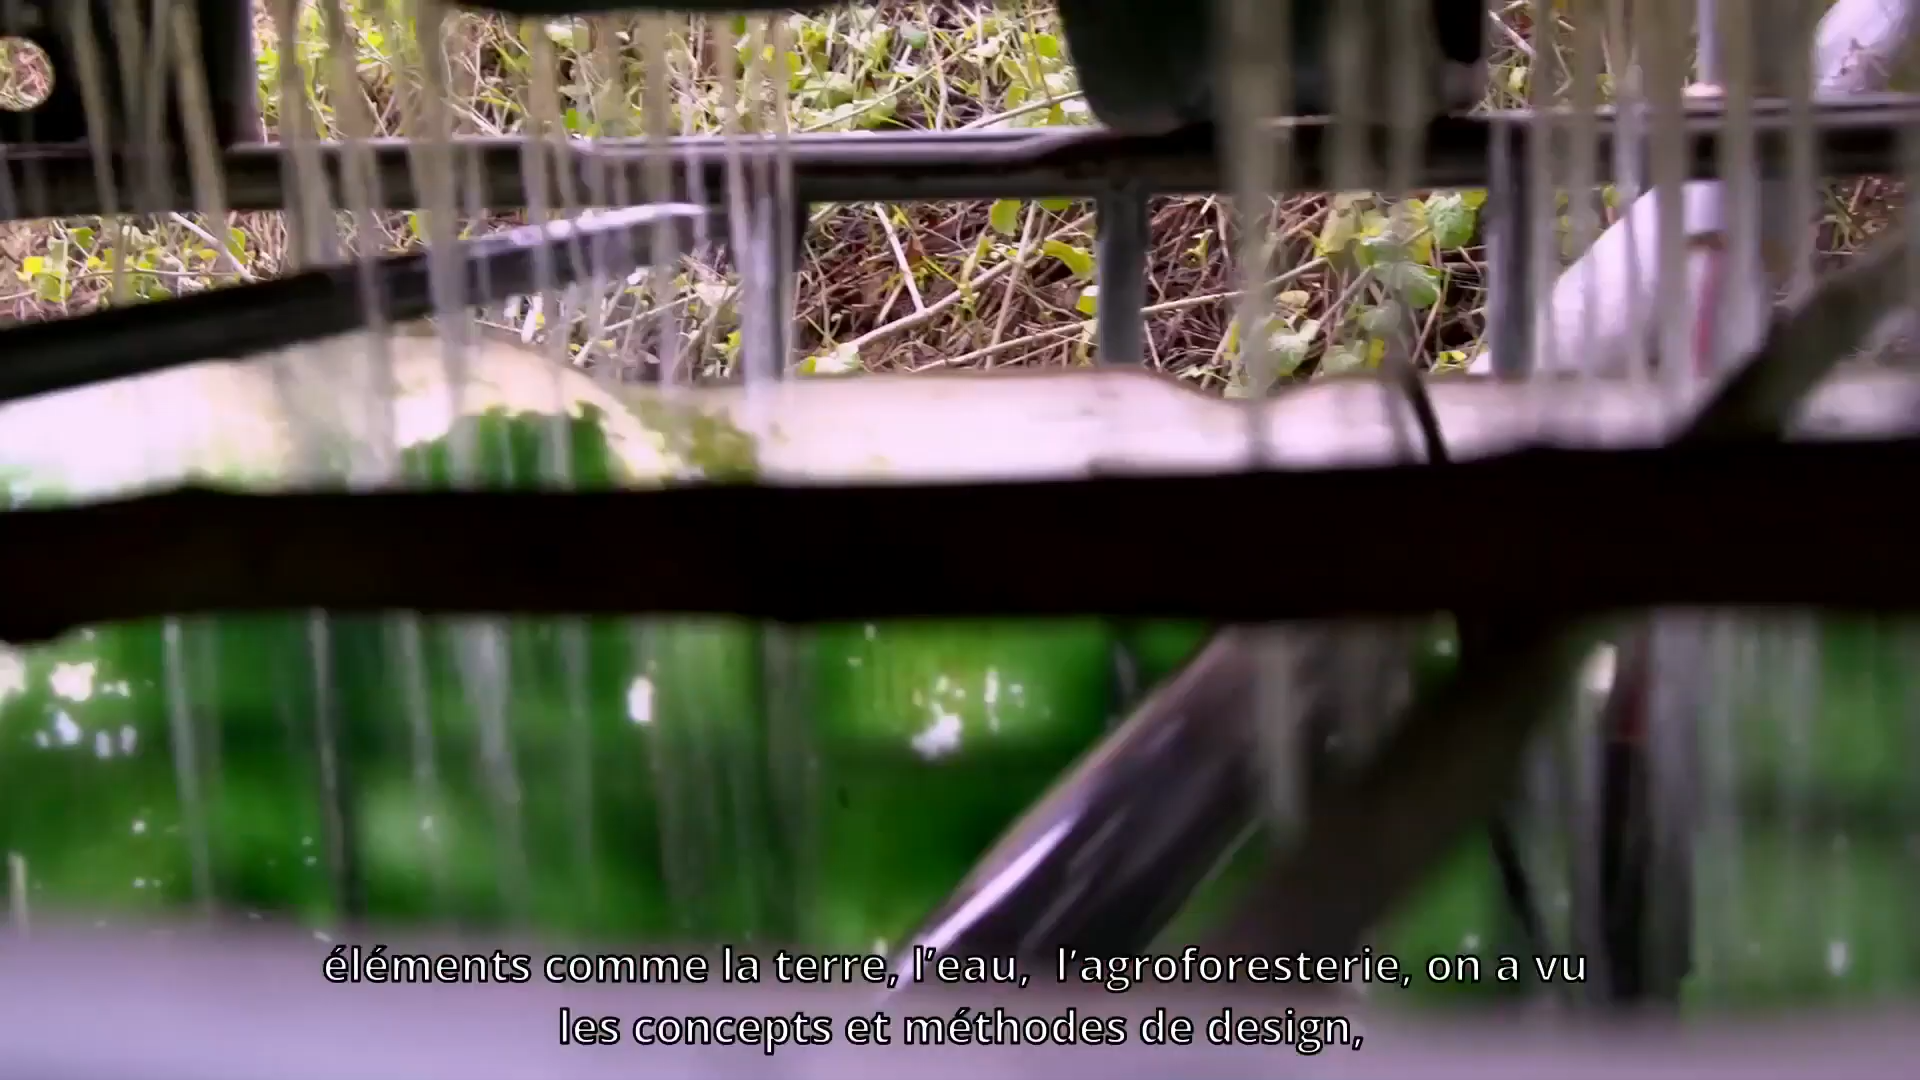 éléments comme la terre, l'eau,  l'agroforesterie, on a vu
les concepts et méthodes de design,